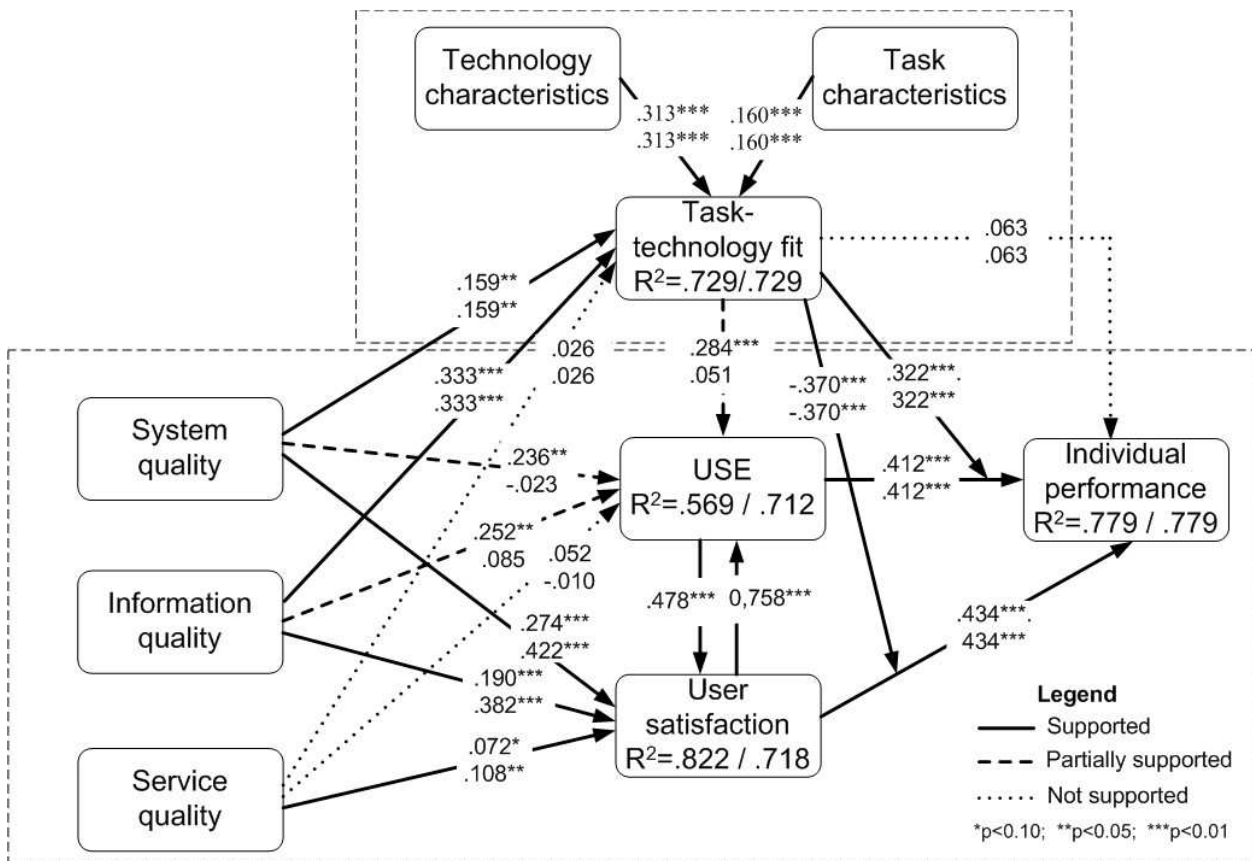 Technology
characteristics
Task
characteristics
.313***
.313***
.160***
.160***
Task-
technology fit
R²=.729/.729
.063
.063
.159**
.159**
.026
.026
.284***
.051
.333***
.333***
-.370***
-.370***
.322***.
322***
System
quality
.236**
-.023
USE
R²=.569 / .712
.412***
.412***
Individual
performance
R²=.779 / .779
.252**
.085
.052
-.010
Information
quality
.478***
0,758***
.274***
.422***
.190***
.382***
.434***.
434***
User
satisfaction
R²=.822 / .718
.072*
.108**
Service
quality
Legend
Supported
Partially supported
Not supported
*p<0.10; **p<0.05; ***p<0.01